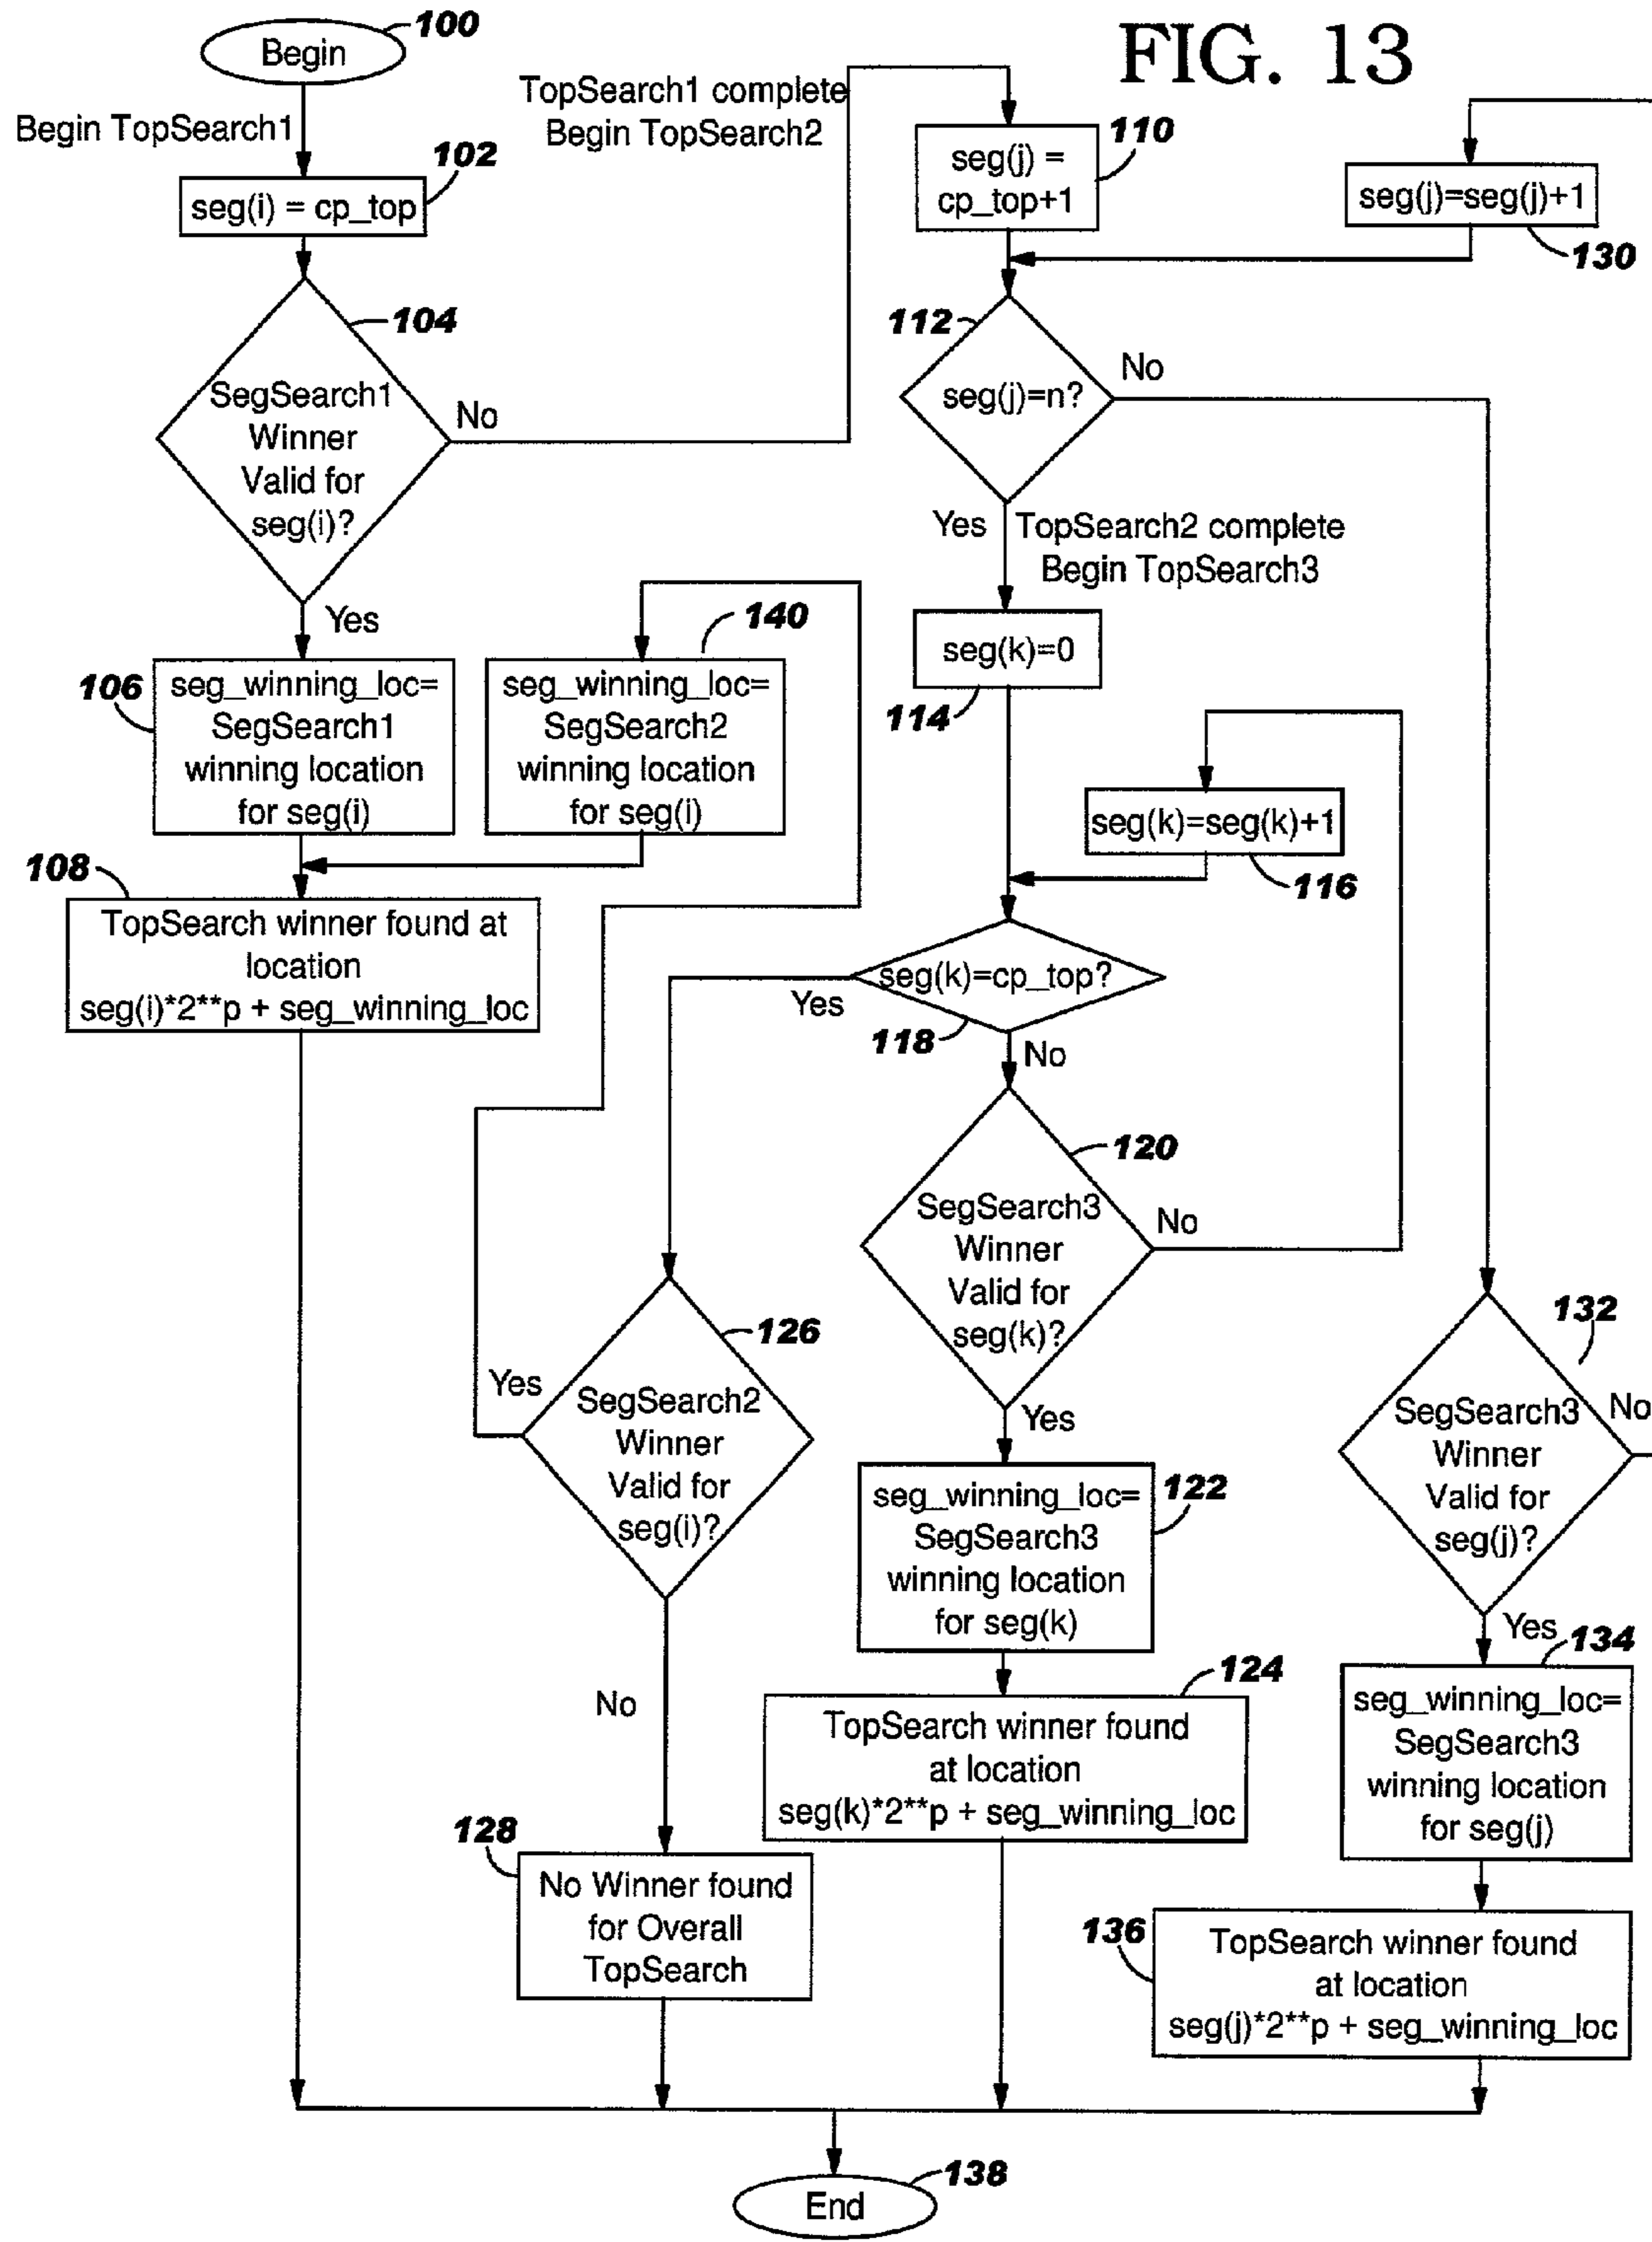 FIG. 13
100
Begin
Begin TopSearch1
102
seg(i) = cp_top
104
SegSearch1
Winner
Valid for
seg(i)?
No
Yes
TopSearch1 complete
Begin TopSearch2
106
seg_winning_loc=
SegSearch1
winning location
for seg(i)
140
seg_winning_loc=
SegSearch2
winning location
for seg(i)
108
TopSearch winner found at
location
seg(i)*2**p + seg_winning_loc
110
seg(j) =
cp_top+1
seg(j)=seg(j)+1
130
112
seg(j)=n?
No
Yes
TopSearch2 complete
Begin TopSearch3
seg(k)=0
114
seg(k)=seg(k)+1
116
seg(k)=cp_top?
118
Yes
No
120
SegSearch3
Winner
Valid for
seg(k)?
No
Yes
126
SegSearch2
Winner
Valid for
seg(i)?
Yes
No
122
seg_winning_loc=
SegSearch3
winning location
for seg(k)
124
TopSearch winner found
at location
seg(k)*2**p + seg_winning_loc
128
No Winner found
for Overall
TopSearch
132
SegSearch3
Winner
Valid for
seg(j)?
No
Yes
134
seg_winning_loc=
SegSearch3
winning location
for seg(j)
136
TopSearch winner found
at location
seg(j)*2**p + seg_winning_loc
138
End